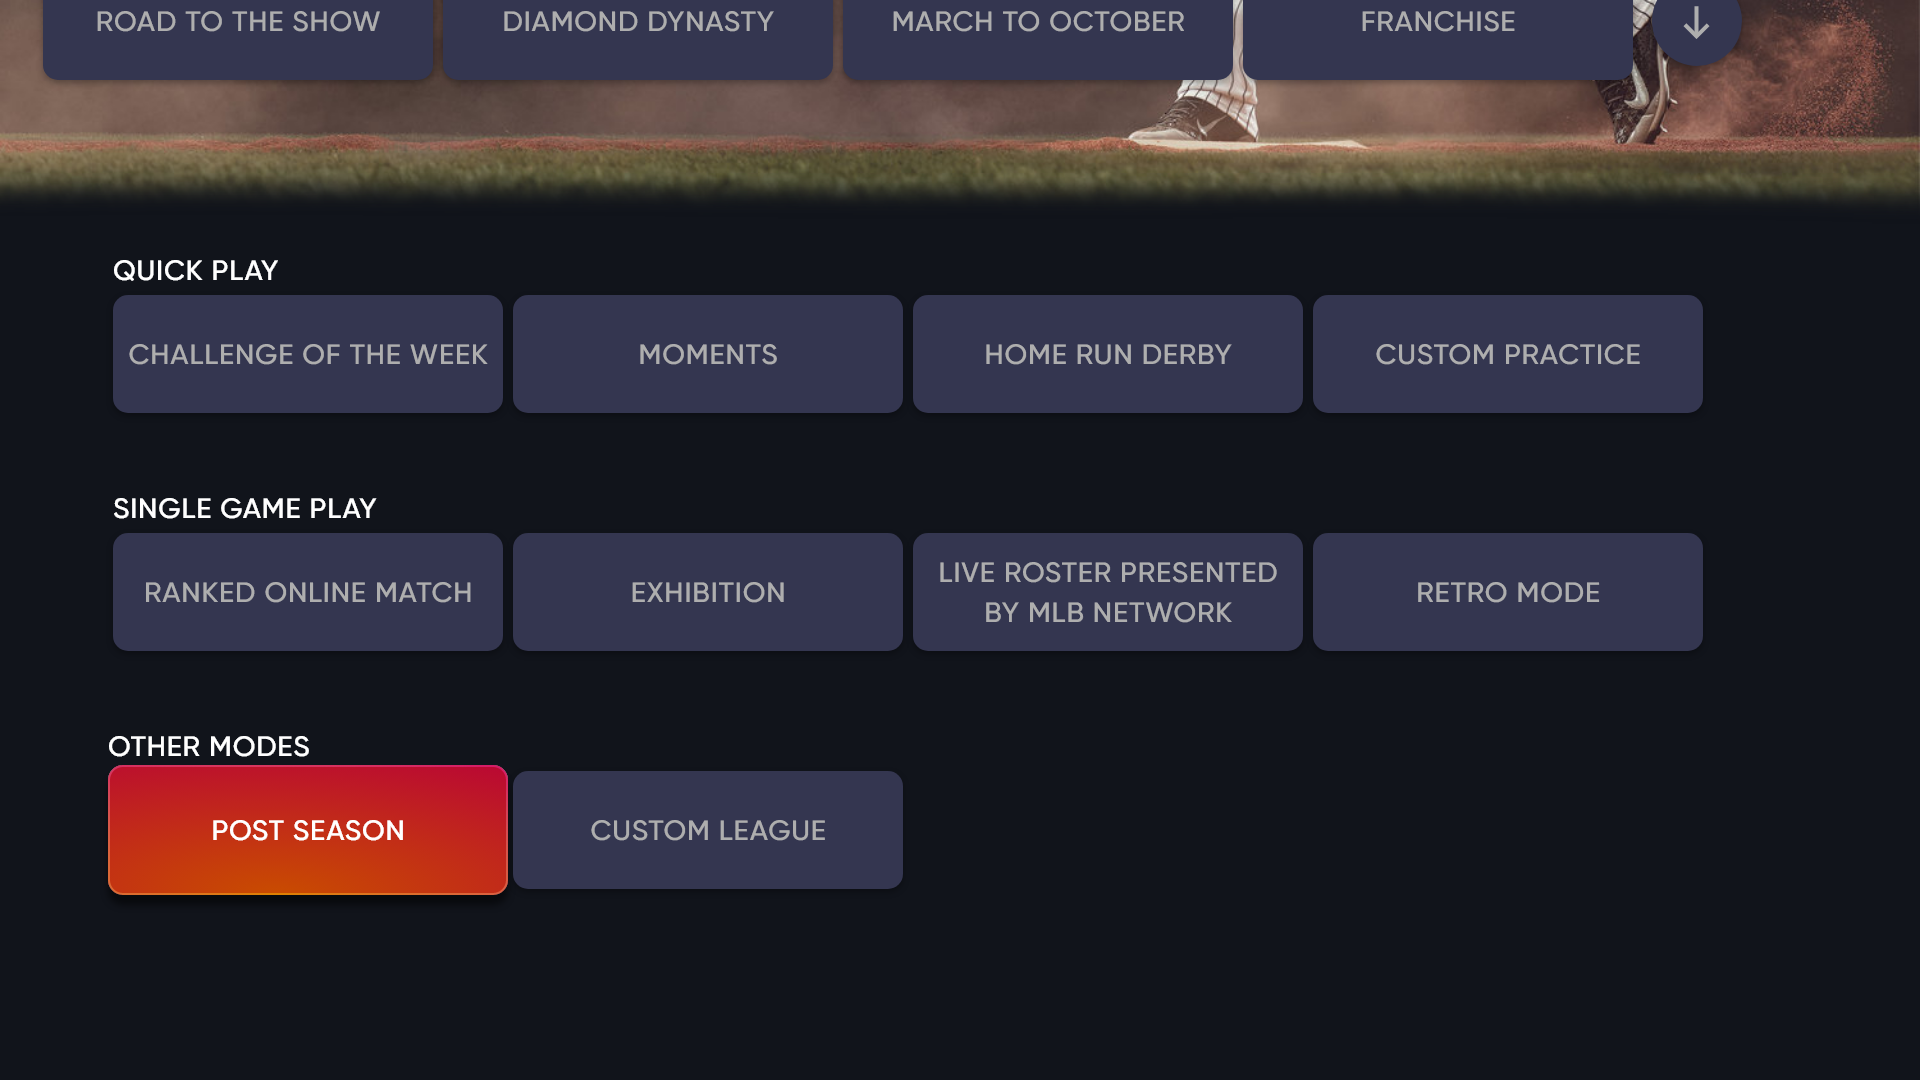 ROAD TO THE SHOW
DIAMOND DYNASTY
MARCH TO OCTOBER
FRANCHISE
QUICK PLAY
CHALLENGE OF THE WEEK
MOMENTS
HOME RUN DERBY
CUSTOM PRACTICE
SINGLE GAME PLAY
RANKED ONLINE MATCH
EXHIBITION
LIVE ROSTER PRESENTED
BY MLB NETWORK
RETRO MODE
OTHER MODES
POST SEASON
CUSTOM LEAGUE